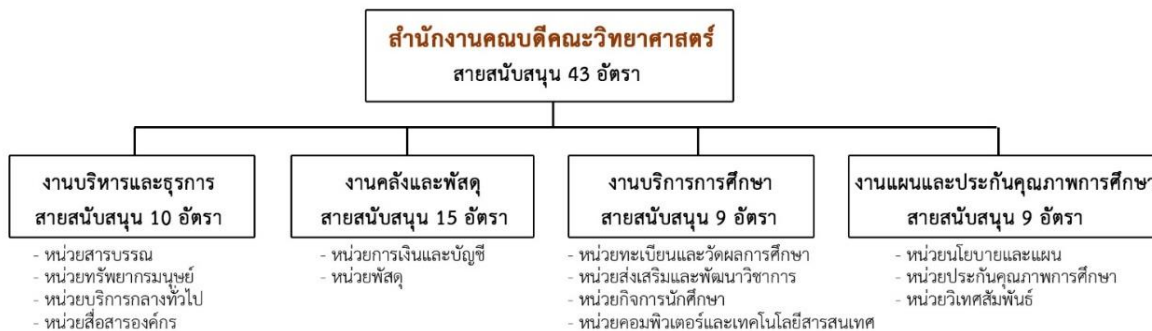 สำนักงานคณบดีคณะวิทยาศาสตร์
สายสนับสนุน 43 อัตรา
งานบริหารและธุรการ
สายสนับสนุน 10 อัตรา
- หน่วยสารบรรณ
- หน่วยทรัพยากรมนุษย์
- หน่วยบริการกลางทั่วไป
- หน่วยสื่อสารองค์กร
งานคลังและพัสดุ
สายสนับสนุน 15 อัตรา
- หน่วยการเงินและบัญชี
- หน่วยพัสดุ
งานบริการการศึกษา
สายสนับสนุน 9 อัตรา
- หน่วยทะเบียนและวัดผลการศึกษา
- หน่วยส่งเสริมและพัฒนาวิชาการ
- หน่วยกิจการนักศึกษา
- หน่วยคอมพิวเตอร์และเทคโนโลยีสารสนเทศ
งานแผนและประกันคุณภาพการศึกษา
สายสนับสนุน 9 อัตรา
- หน่วยนโยบายและแผน
- หน่วยประกันคุณภาพการศึกษา
- หน่วยวิเทศสัมพันธ์